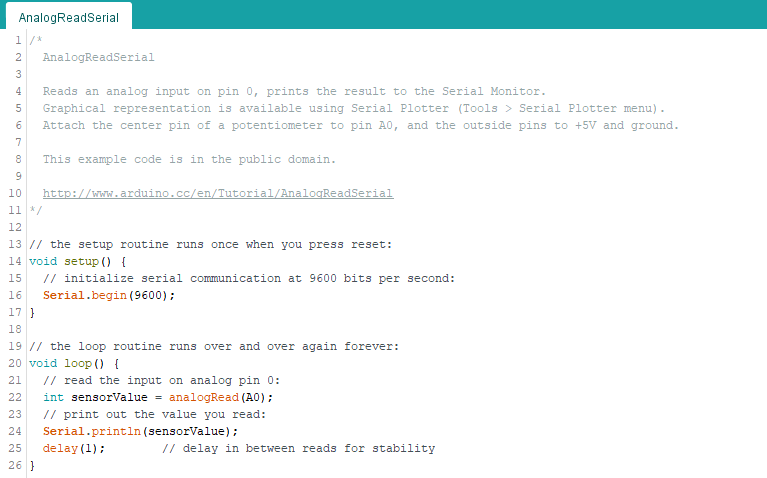 AnalogReadSerial
1 /*
2   AnalogReadSerial
3
4   Reads an analog input on pin 0, prints the result to the Serial Monitor.
5   Graphical representation is available using Serial Plotter (Tools > Serial Plotter menu).
6   Attach the center pin of a potentiometer to pin A0, and the outside pins to +5V and ground.
7
8   This example code is in the public domain.
9
10   http://www.arduino.cc/en/Tutorial/AnalogReadSerial
11 */
12
13 // the setup routine runs once when you press reset:
14 void setup() {
15   // initialize serial communication at 9600 bits per second:
16   Serial.begin(9600);
17 }
18
19 // the loop routine runs over and over again forever:
20 void loop() {
21   // read the input on analog pin 0:
22   int sensorValue = analogRead(A0);
23   // print out the value you read:
24   Serial.println(sensorValue);
25   delay(1);        // delay in between reads for stability
26 }